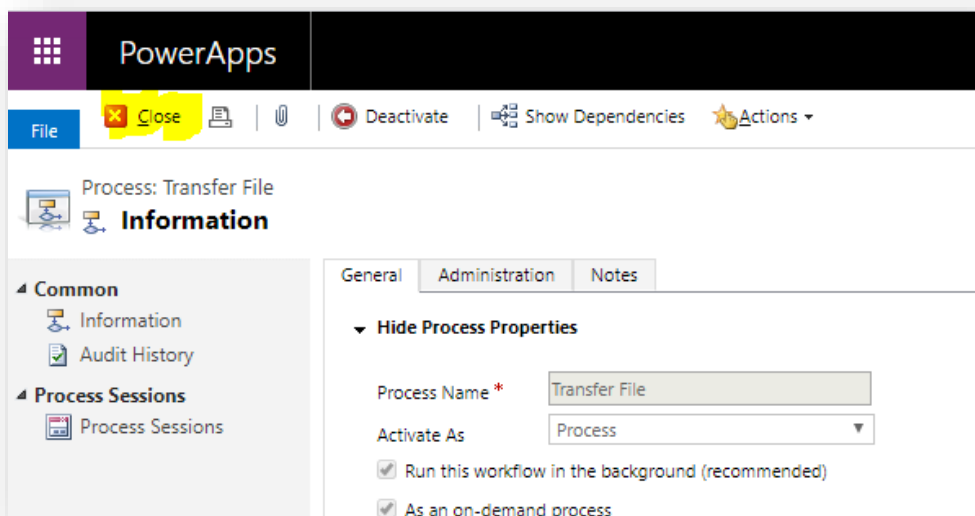 PowerApps
File
Close
Deactivate
Show Dependencies
Actions
Process: Transfer File
Information
Common
Information
Audit History
Process Sessions
Process Sessions
General Administration Notes
Hide Process Properties
Process Name * Transfer File
Activate As Process
Run this workflow in the background (recommended)
As an on-demand process